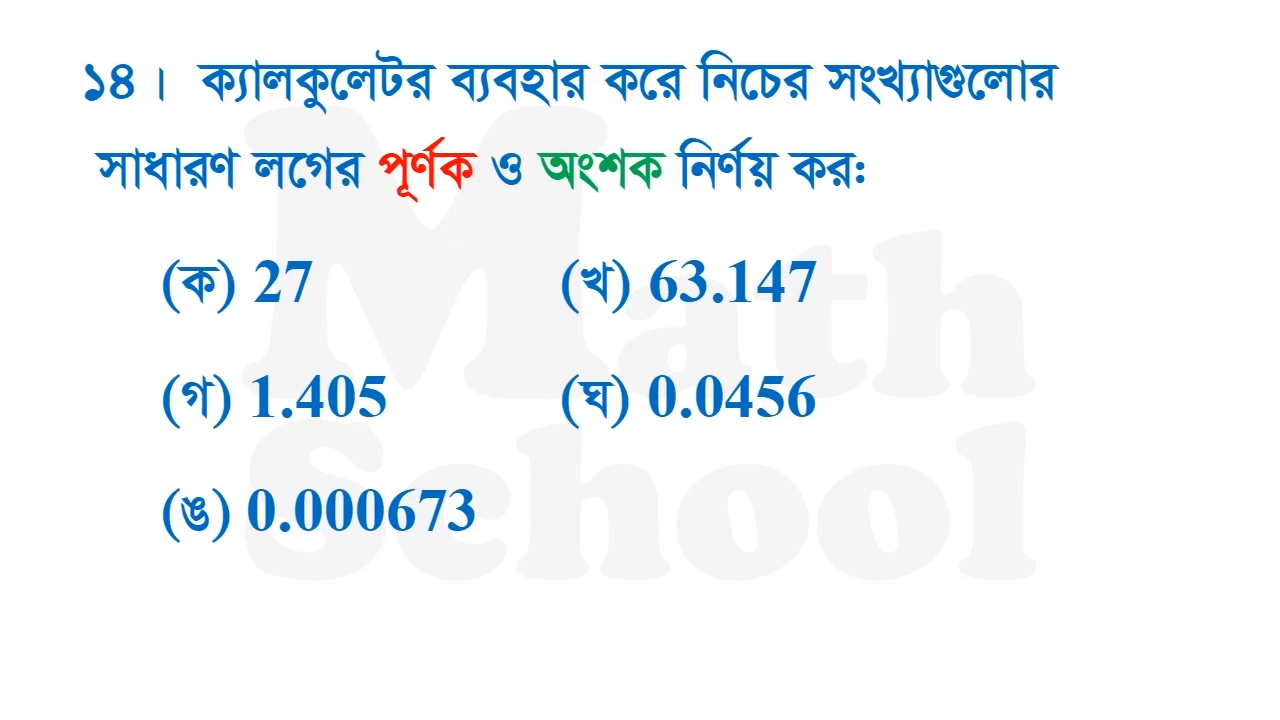 ১৪। ক্যালকুলেটর ব্যবহার করে নিচের সংখ্যাগুলোর
সাধারণ লগের পূর্ণক ও অংশক নির্ণয় কর:
(ক) 27 (খ) 63.147
(গ) 1.405 (ঘ) 0.0456
(ঙ) 0.000673
Math
School